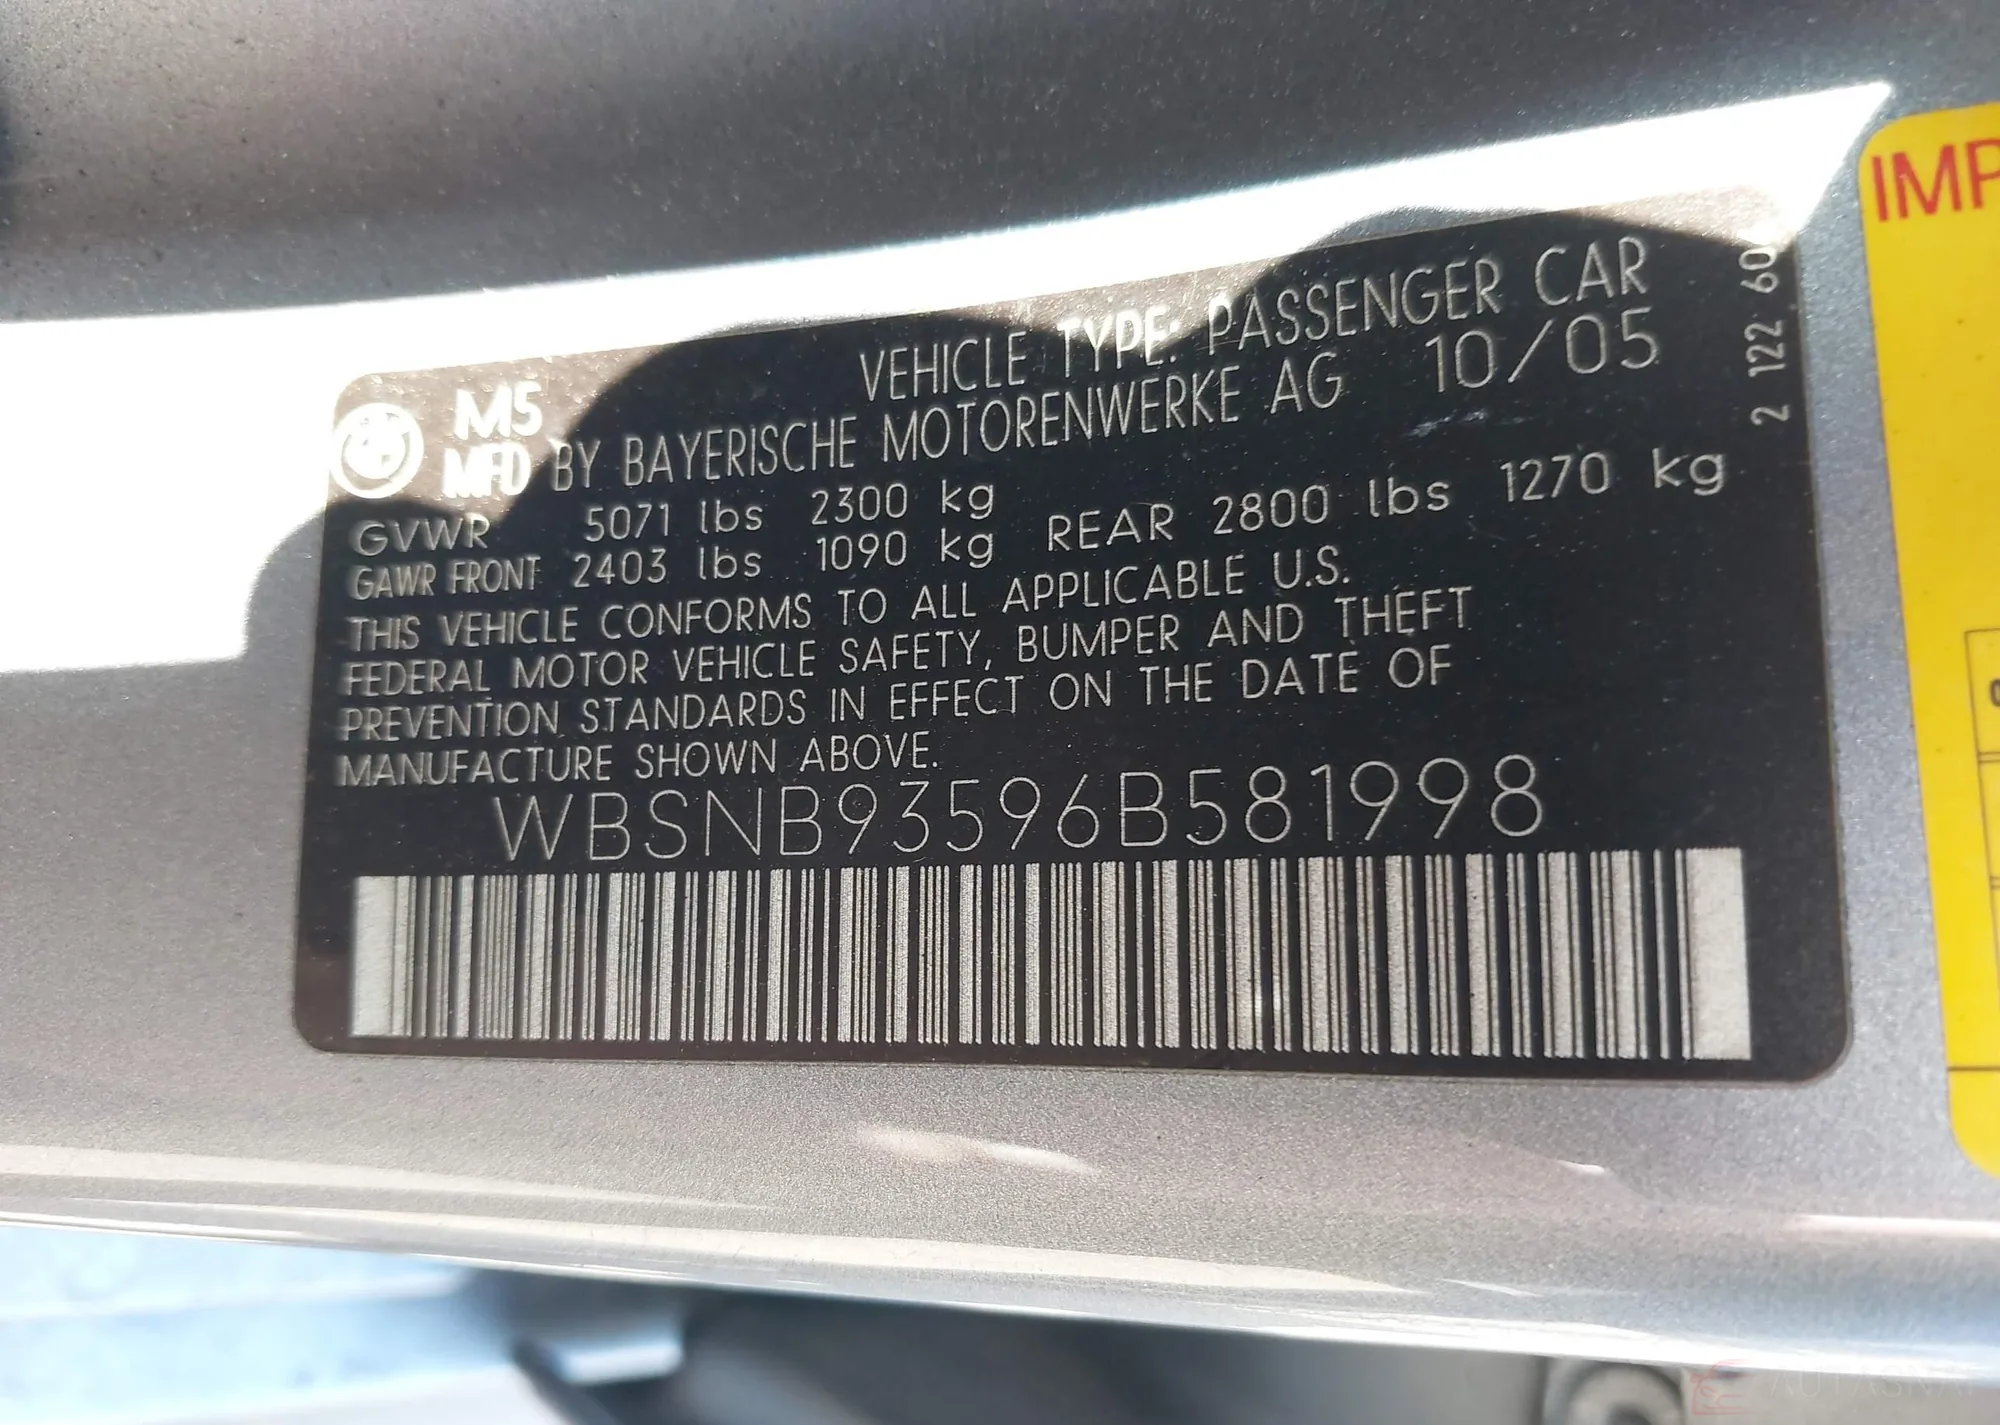 VEHICLE TYPE: PASSENGER CAR
M5
MFD BY BAYERISCHE MOTORENWERKE AG 10/05
GVWR 5071 lbs 2300 kg
GAWR FRONT 2403 lbs 1090 kg REAR 2800 lbs 1270 kg
THIS VEHICLE CONFORMS TO ALL APPLICABLE U.S.
FEDERAL MOTOR VEHICLE SAFETY, BUMPER AND THEFT
PREVENTION STANDARDS IN EFFECT ON THE DATE OF
MANUFACTURE SHOWN ABOVE.
WBSNB93596B581998
2 122